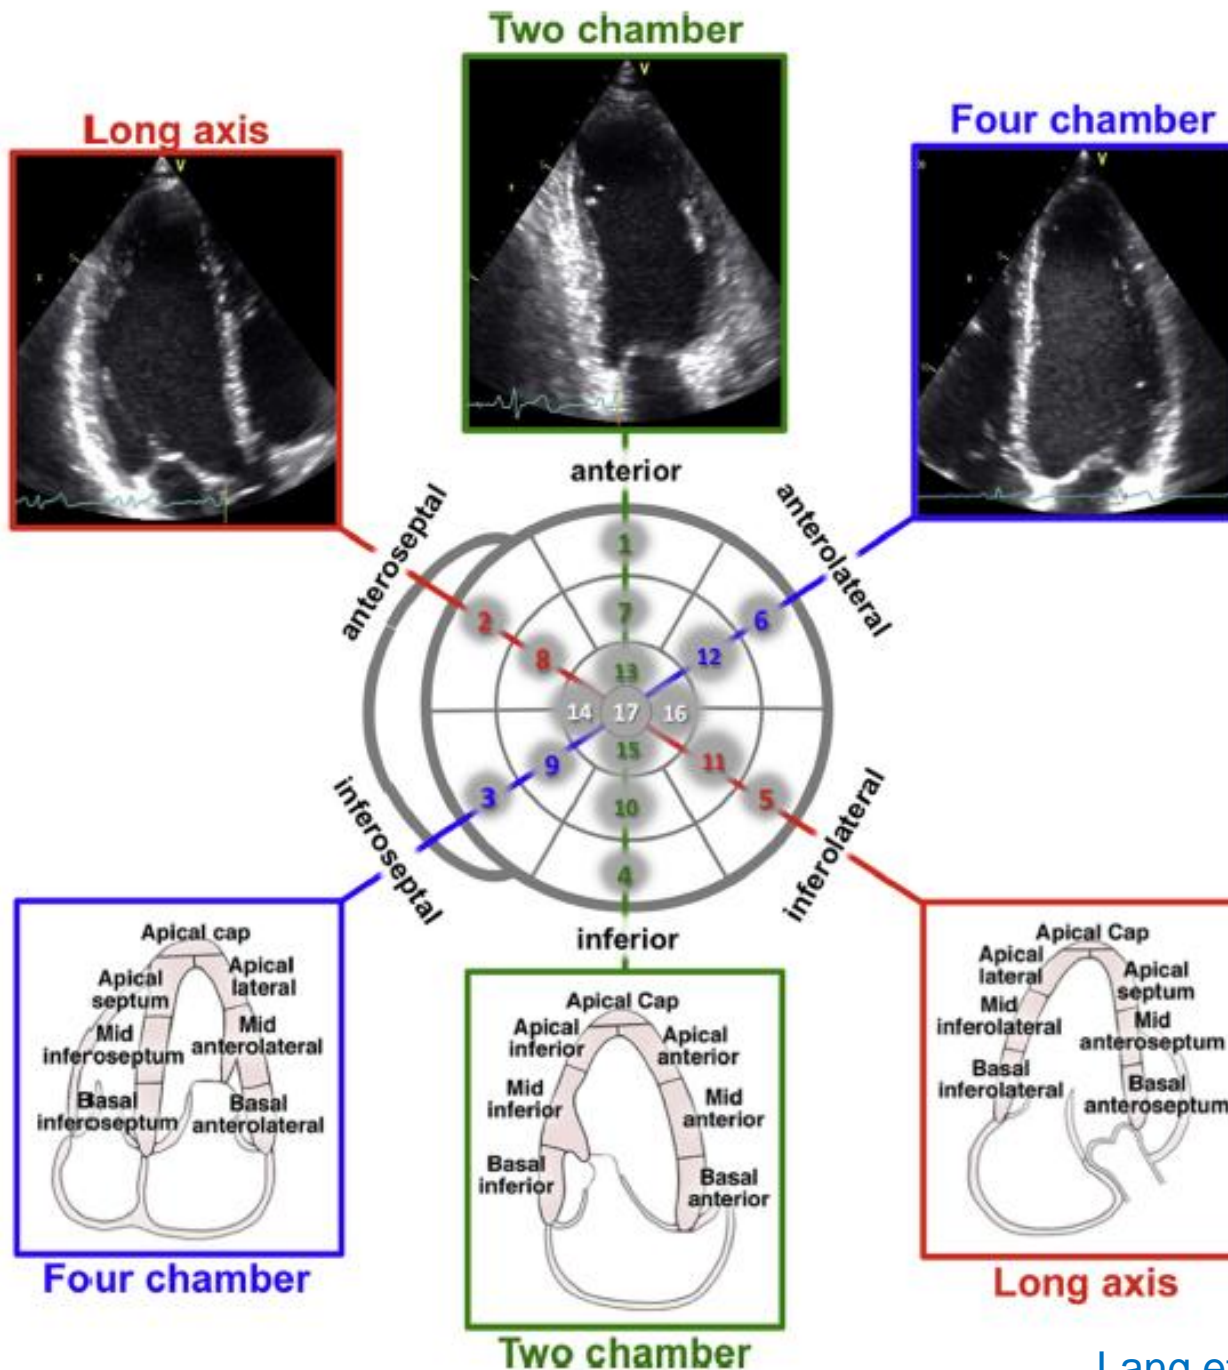 Two chamber
Long axis
Four chamber
V
V
V
anterior
anteroseptal
anterolateral
1
2
6
7
8
12
13
14
17
16
15
9
11
3
10
5
4
inferoseptal
inferolateral
inferior
Apical cap
Apical
septum
Apical
lateral
Mid
inferoseptum
Mid
anterolateral
Basal
inferoseptum
Basal
anterolateral
Four chamber
Apical Cap
Apical
inferior
Apical
anterior
Mid
inferior
Mid
anterior
Basal
inferior
Basal
anterior
Two chamber
Apical Cap
Apical
lateral
Apical
septum
Mid
inferolateral
Mid
anteroseptum
Basal
inferolateral
Basal
anteroseptum
Long axis
Lang et